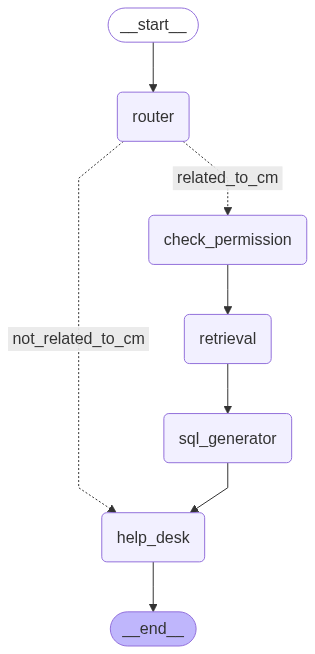 __start__
router
related_to_cm
check_permission
retrieval
not_related_to_cm
sql_generator
help_desk
__end__